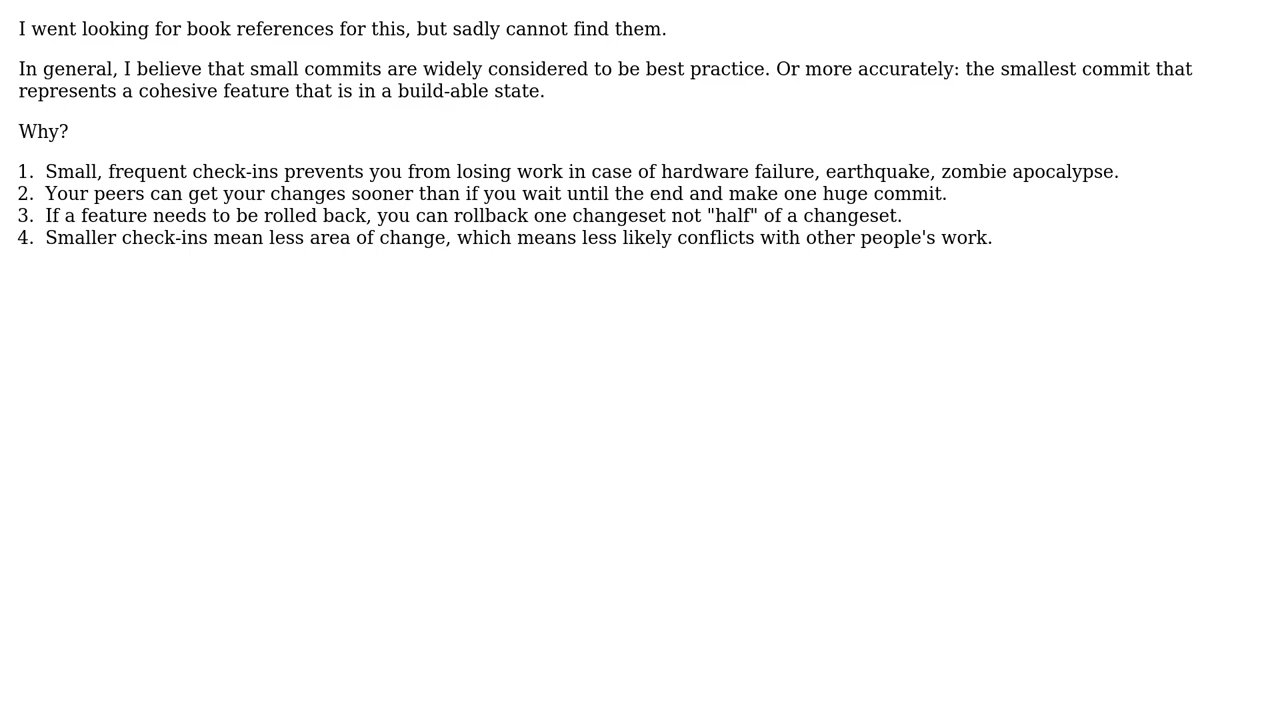 I went looking for book references for this, but sadly cannot find them.
In general, I believe that small commits are widely considered to be best practice. Or more accurately: the smallest commit that
represents a cohesive feature that is in a build-able state.
Why?
1. Small, frequent check-ins prevents you from losing work in case of hardware failure, earthquake, zombie apocalypse.
2. Your peers can get your changes sooner than if you wait until the end and make one huge commit.
3. If a feature needs to be rolled back, you can rollback one changeset not "half" of a changeset.
4. Smaller check-ins mean less area of change, which means less likely conflicts with other people's work.